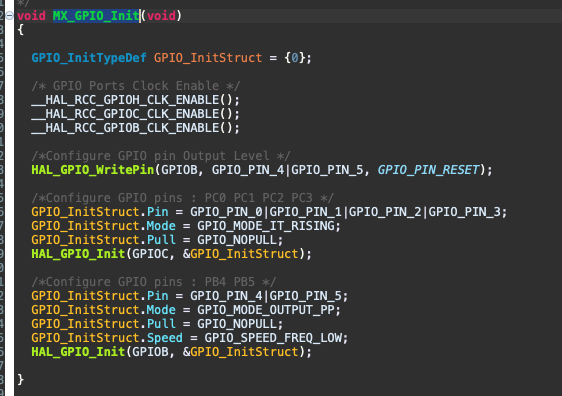 */
void MX_GPIO_Init(void)
{
GPIO_InitTypeDef GPIO_InitStruct = {0};
/* GPIO Ports Clock Enable */
__HAL_RCC_GPIOH_CLK_ENABLE();
__HAL_RCC_GPIOC_CLK_ENABLE();
__HAL_RCC_GPIOB_CLK_ENABLE();
/*Configure GPIO pin Output Level */
HAL_GPIO_WritePin(GPIOB, GPIO_PIN_4|GPIO_PIN_5, GPIO_PIN_RESET);
/*Configure GPIO pins : PC0 PC1 PC2 PC3 */
GPIO_InitStruct.Pin = GPIO_PIN_0|GPIO_PIN_1|GPIO_PIN_2|GPIO_PIN_3;
GPIO_InitStruct.Mode = GPIO_MODE_IT_RISING;
GPIO_InitStruct.Pull = GPIO_NOPULL;
HAL_GPIO_Init(GPIOC, &GPIO_InitStruct);
/*Configure GPIO pins : PB4 PB5 */
GPIO_InitStruct.Pin = GPIO_PIN_4|GPIO_PIN_5;
GPIO_InitStruct.Mode = GPIO_MODE_OUTPUT_PP;
GPIO_InitStruct.Pull = GPIO_NOPULL;
GPIO_InitStruct.Speed = GPIO_SPEED_FREQ_LOW;
HAL_GPIO_Init(GPIOB, &GPIO_InitStruct);
}